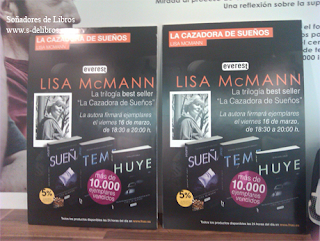 Soñadores de Libros
www.s-delibros
Una reflexión sobre la
LA CAZADORA DE SUEÑOS
LISA MCMANN
everest
LISA MCMANN
La trilogía best seller
"La Cazadora de Sueños"
La autora firmará ejemplares
el viernes 16 de marzo,
de 18:30 a 20:00 h.
SUEÑ
TEM
HUYE
5%
más de
10.000
ejemplares
vendidos
LA CAZADORA DE SUEÑOS
LISA MCMANN
everest
LISA MCMANN
La trilogía best seller
"La Cazadora de Sueños"
La autora firmará ejemplares
el viernes 16 de marzo,
de 18:30 a 20:00 h.
SUEÑ
TEM
HUYE
5%
más de
10.000
ejemplares
vendidos